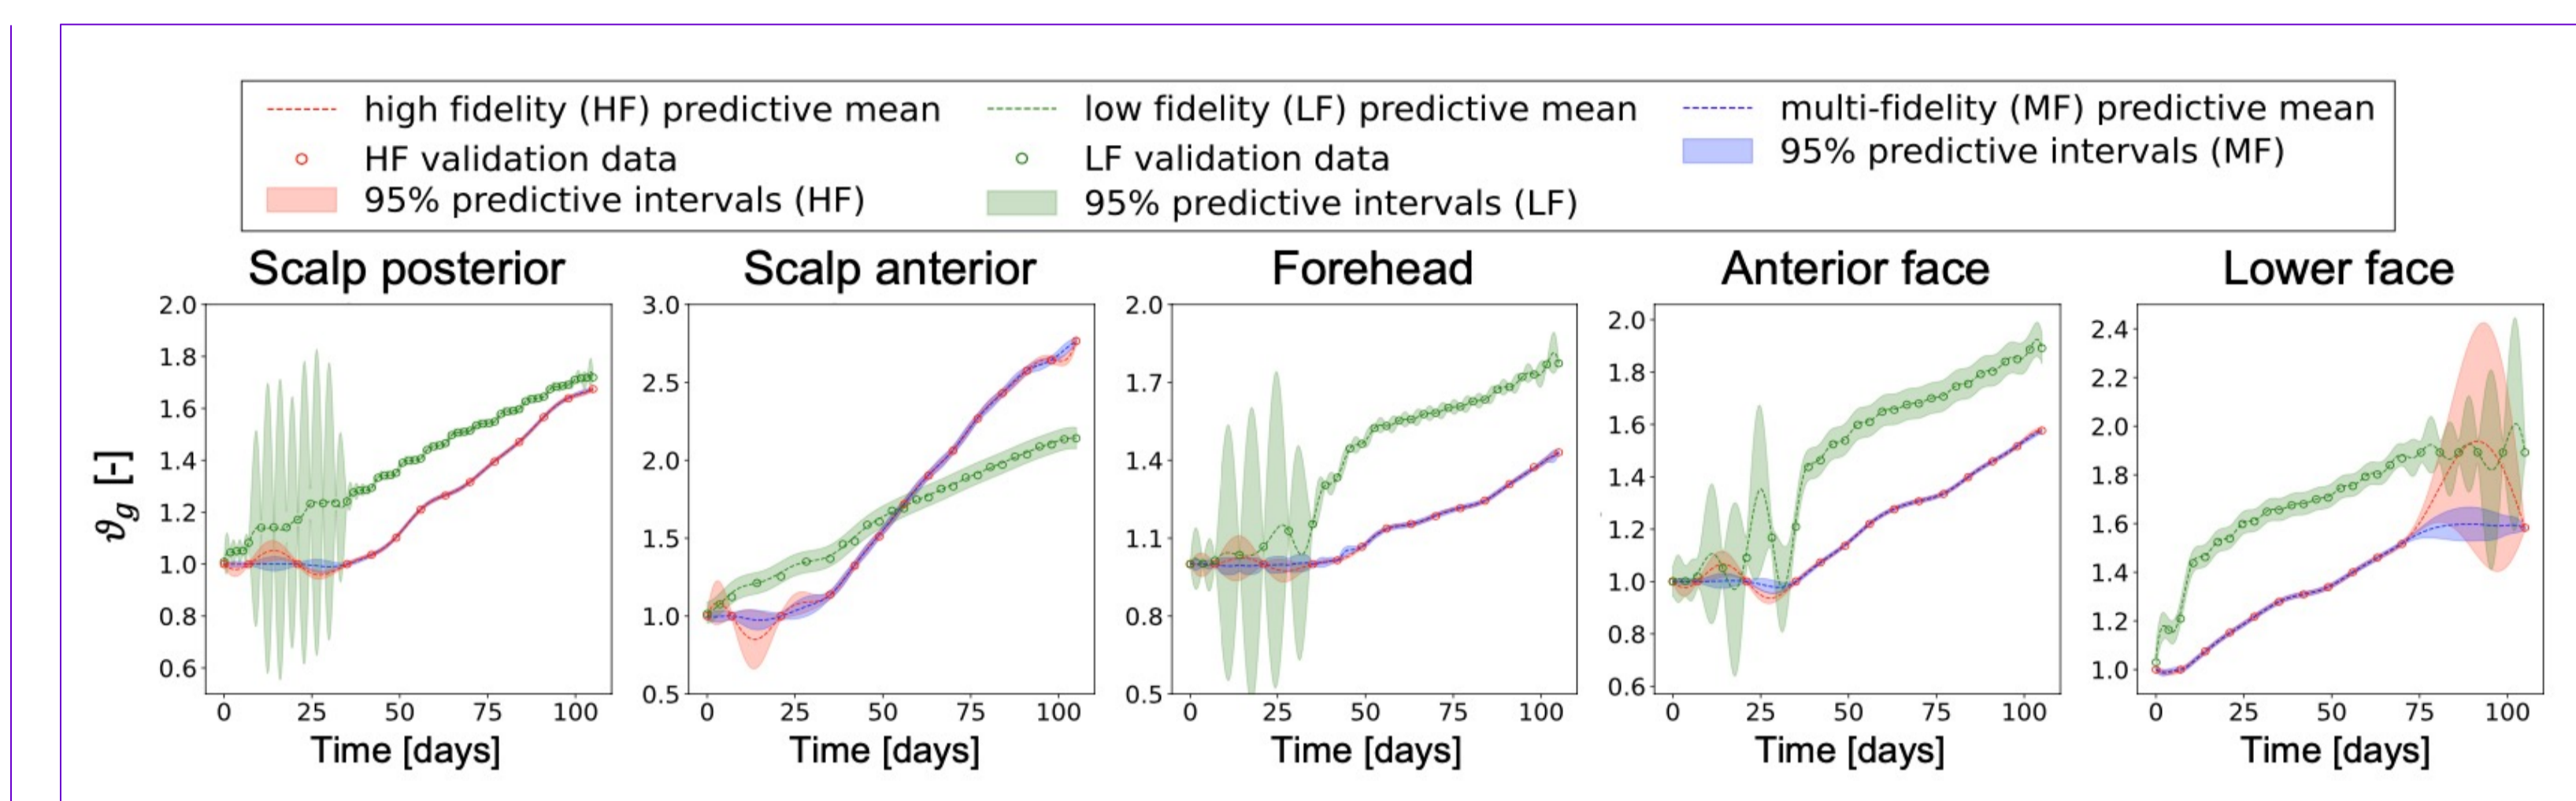 high fidelity (HF) predictive mean low fidelity (LF) predictive mean multi-fidelity (MF) predictive mean
HF validation data LF validation data 95% predictive intervals (MF)
95% predictive intervals (HF) 95% predictive intervals (LF)
Scalp posterior Scalp anterior Forehead Anterior face Lower face
ϑg [-]
2.0
1.8
1.6
1.4
1.2
1.0
0.8
0.6
0 25 50 75 100
Time [days]
3.0
2.5
2.0
1.5
1.0
0.5
0 25 50 75 100
Time [days]
2.0
1.7
1.4
1.1
0.8
0.5
0 25 50 75 100
Time [days]
2.0
1.8
1.6
1.4
1.2
1.0
0.8
0.6
0 25 50 75 100
Time [days]
2.4
2.2
2.0
1.8
1.6
1.4
1.2
1.0
0 25 50 75 100
Time [days]